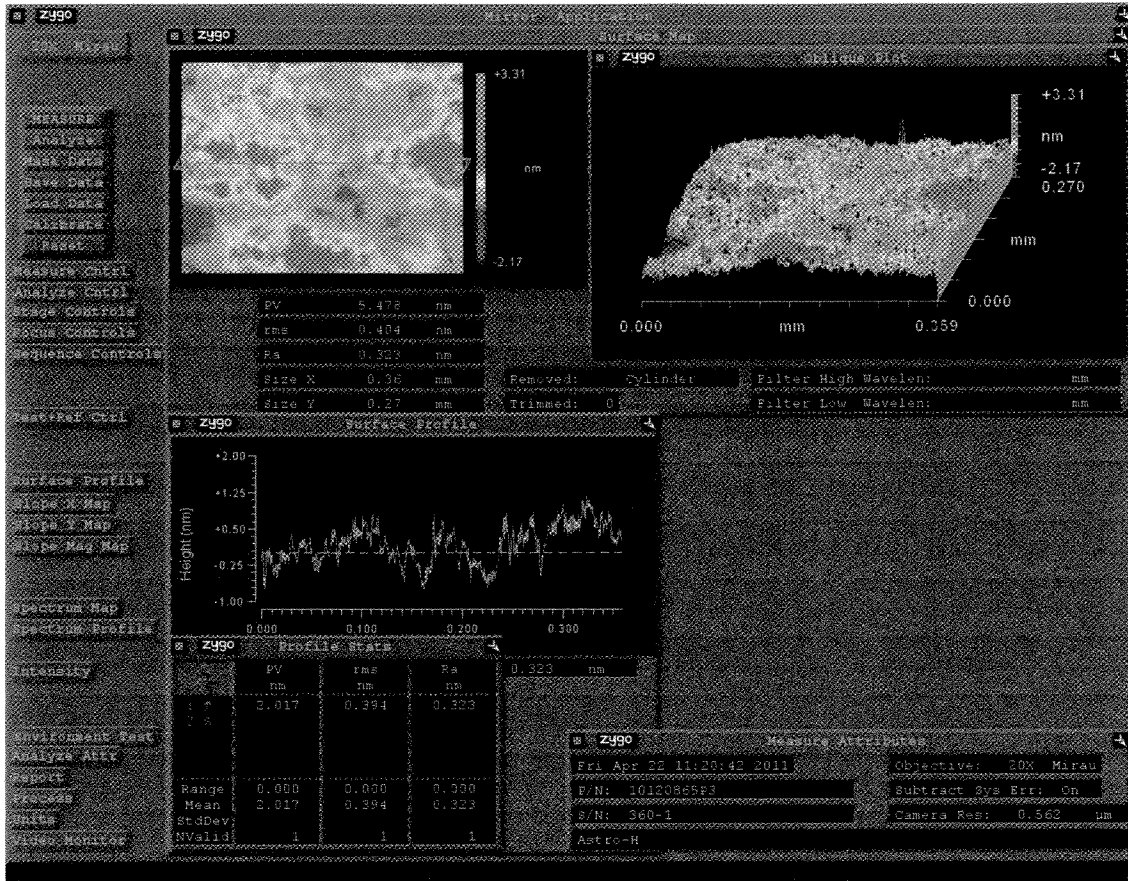 zygo Mirror Application
20X Mirau
MEASURE
Analyze
Mask Data
Save Data
Load Data
Calibrate
Reset
Measure Cntrl
Analyze Cntrl
Stage Controls
Focus Controls
Sequence Controls
Test+Ref Ctrl
Surface Profile
Slope X Map
Slope Y Map
Slope Mag Map
Spectrum Map
Spectrum Profile
Intensity
Environment Test
Analyze Attr
Report
Process
Units
Video Monitor
zygo Surface Map
+3.31
nm
-2.17
PV 5.478 nm
rms 0.404 nm
Ra 0.323 nm
Size X 0.36 mm
Size Y 0.27 mm
Removed: Cylinder
Trimmed: 0
Filter High Wavelen: mm
Filter Low Wavelen: mm
zygo Oblique Plot
+3.31
nm
-2.17
0.270
mm
0.000
0.000 mm 0.359
zygo Surface Profile
+2.00
+1.25
+0.50
-0.25
-1.00
Height (nm)
0.000 0.100 0.200 0.300
0.323 nm
zygo Profile Stats
PV rms Ra
nm nm nm
2.017 0.394 0.323
Range 0.000 0.000 0.000
Mean 2.017 0.394 0.323
StdDev
NValid 1 1 1
zygo Measure Attributes
Fri Apr 22 11:20:42 2011
P/N: 10120865P3
S/N: 360-1
Astro-H
Objective: 20X Mirau
Subtract Sys Err: On
Camera Res: 0.562 µm